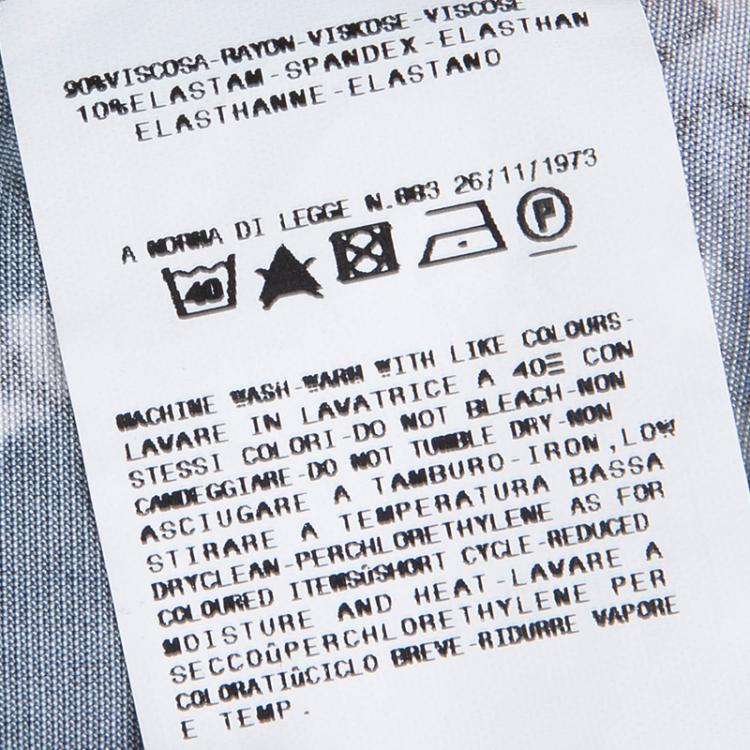 90%VISCOSA-RAYON-VISKOSE-VISCOSE
10%ELASTAM-SPANDEX-ELASTHAN
ELASTHANNE-ELASTANO
A NORMA DI LEGGE N.883 26/11/1973
40 P
MACHINE WASH-WARM WITH LIKE COLOURS-
LAVARE IN LAVATRICE A 40Ξ CON
STESSI COLORI-DO NOT BLEACH-NON
CANDEGGIARE-DO NOT TUMBLE DRY-NON
ASCIUGARE A TAMBURO-IRON,LOW
STIRARE A TEMPERATURA BASSA
DRYCLEAN-PERCHLORETHYLENE AS FOR
COLOURED ITEMSÛSHORT CYCLE-REDUCED
MOISTURE AND HEAT-LAVARE A
SECCOÛPERCHLORETHYLENE PER
COLORATIÛCICLO BREVE-RIDURRE VAPORE
E TEMP.